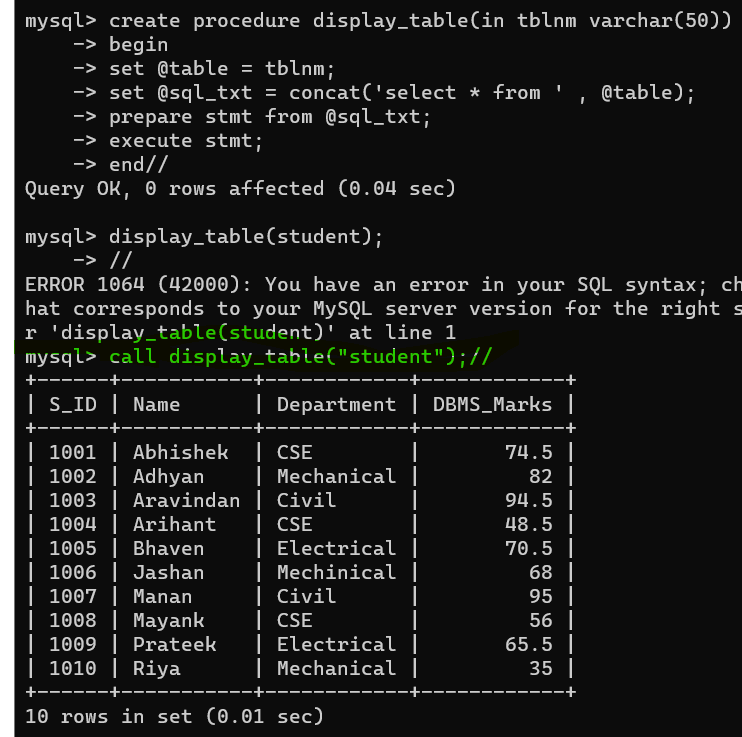 mysql> create procedure display_table(in tblnm varchar(50))
    -> begin
    -> set @table = tblnm;
    -> set @sql_txt = concat('select * from ' , @table);
    -> prepare stmt from @sql_txt;
    -> execute stmt;
    -> end//
Query OK, 0 rows affected (0.04 sec)

mysql> display_table(student);
    -> //
ERROR 1064 (42000): You have an error in your SQL syntax; ch
hat corresponds to your MySQL server version for the right s
r 'display_table(student)' at line 1
mysql> call display_table("student");//
+------+-----------+------------+------------+
| S_ID | Name      | Department | DBMS_Marks |
+------+-----------+------------+------------+
| 1001 | Abhishek  | CSE        |       74.5 |
| 1002 | Adhyan    | Mechanical |         82 |
| 1003 | Aravindan | Civil      |       94.5 |
| 1004 | Arihant   | CSE        |       48.5 |
| 1005 | Bhaven    | Electrical |       70.5 |
| 1006 | Jashan    | Mechinical |         68 |
| 1007 | Manan     | Civil      |         95 |
| 1008 | Mayank    | CSE        |         56 |
| 1009 | Prateek   | Electrical |       65.5 |
| 1010 | Riya      | Mechanical |         35 |
+------+-----------+------------+------------+
10 rows in set (0.01 sec)